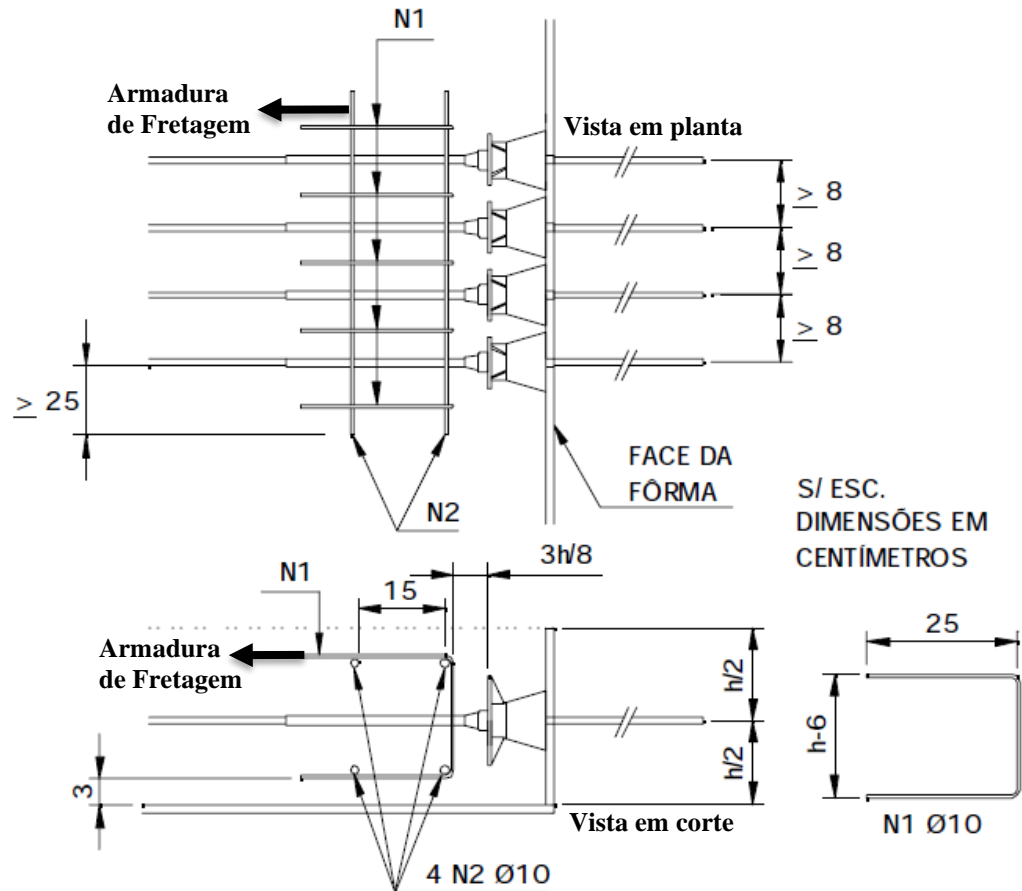 N1
Armadura
de Fretagem
Vista em planta
≥ 8
≥ 8
≥ 8
≥ 25
N2
FACE DA
FÔRMA
S/ ESC.
DIMENSÕES EM
CENTÍMETROS
N1
15
3h/8
Armadura
de Fretagem
h/2
h/2
3
Vista em corte
4 N2 Ø10
25
h-6
N1 Ø10